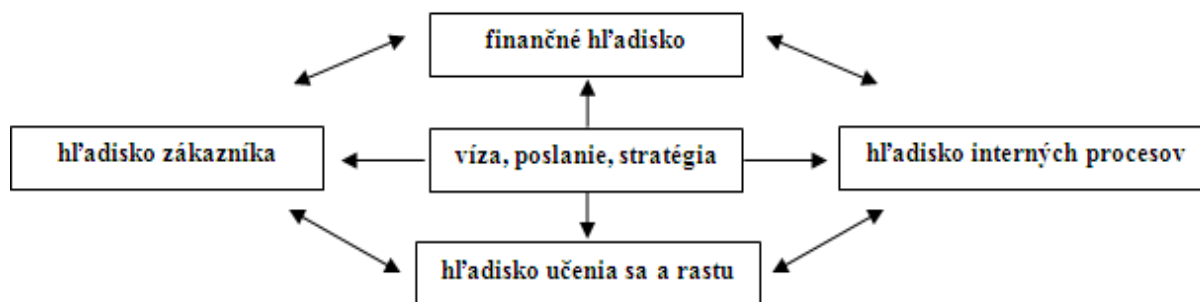 finančné hľadisko
hľadisko zákazníka
víza, poslanie, stratégia
hľadisko interných procesov
hľadisko učenia sa a rastu